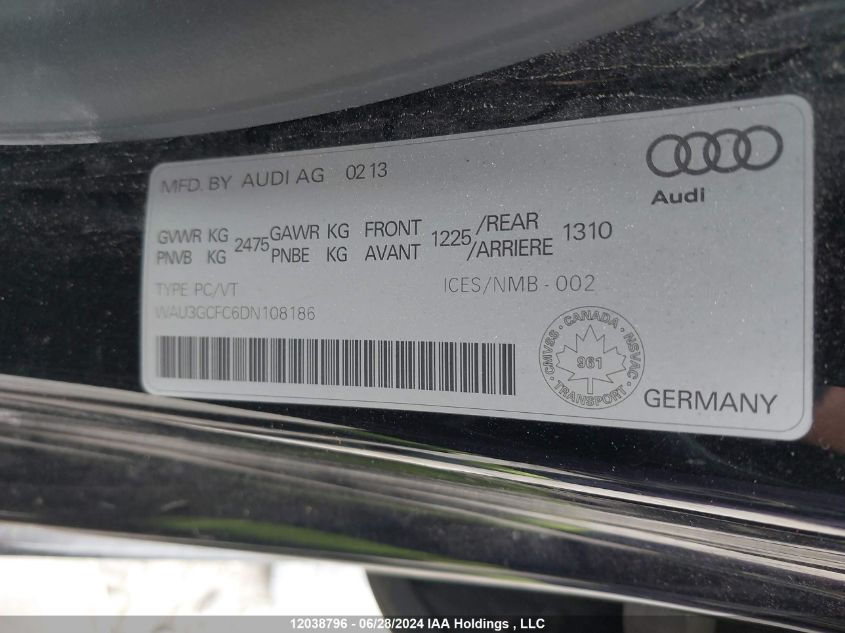 MFD. BY AUDI AG 02 13
Audi
GVWR KG 2475 GAWR KG FRONT 1225 /REAR 1310
PNVB KG PNBE KG AVANT /ARRIERE
TYPE PC/VT ICES/NMB - 002
WAU3GCFC6DN108186
CANADA
CMVSS - NSVAC
961
TRANSPORT
GERMANY
12038796 - 06/28/2024 IAA Holdings , LLC